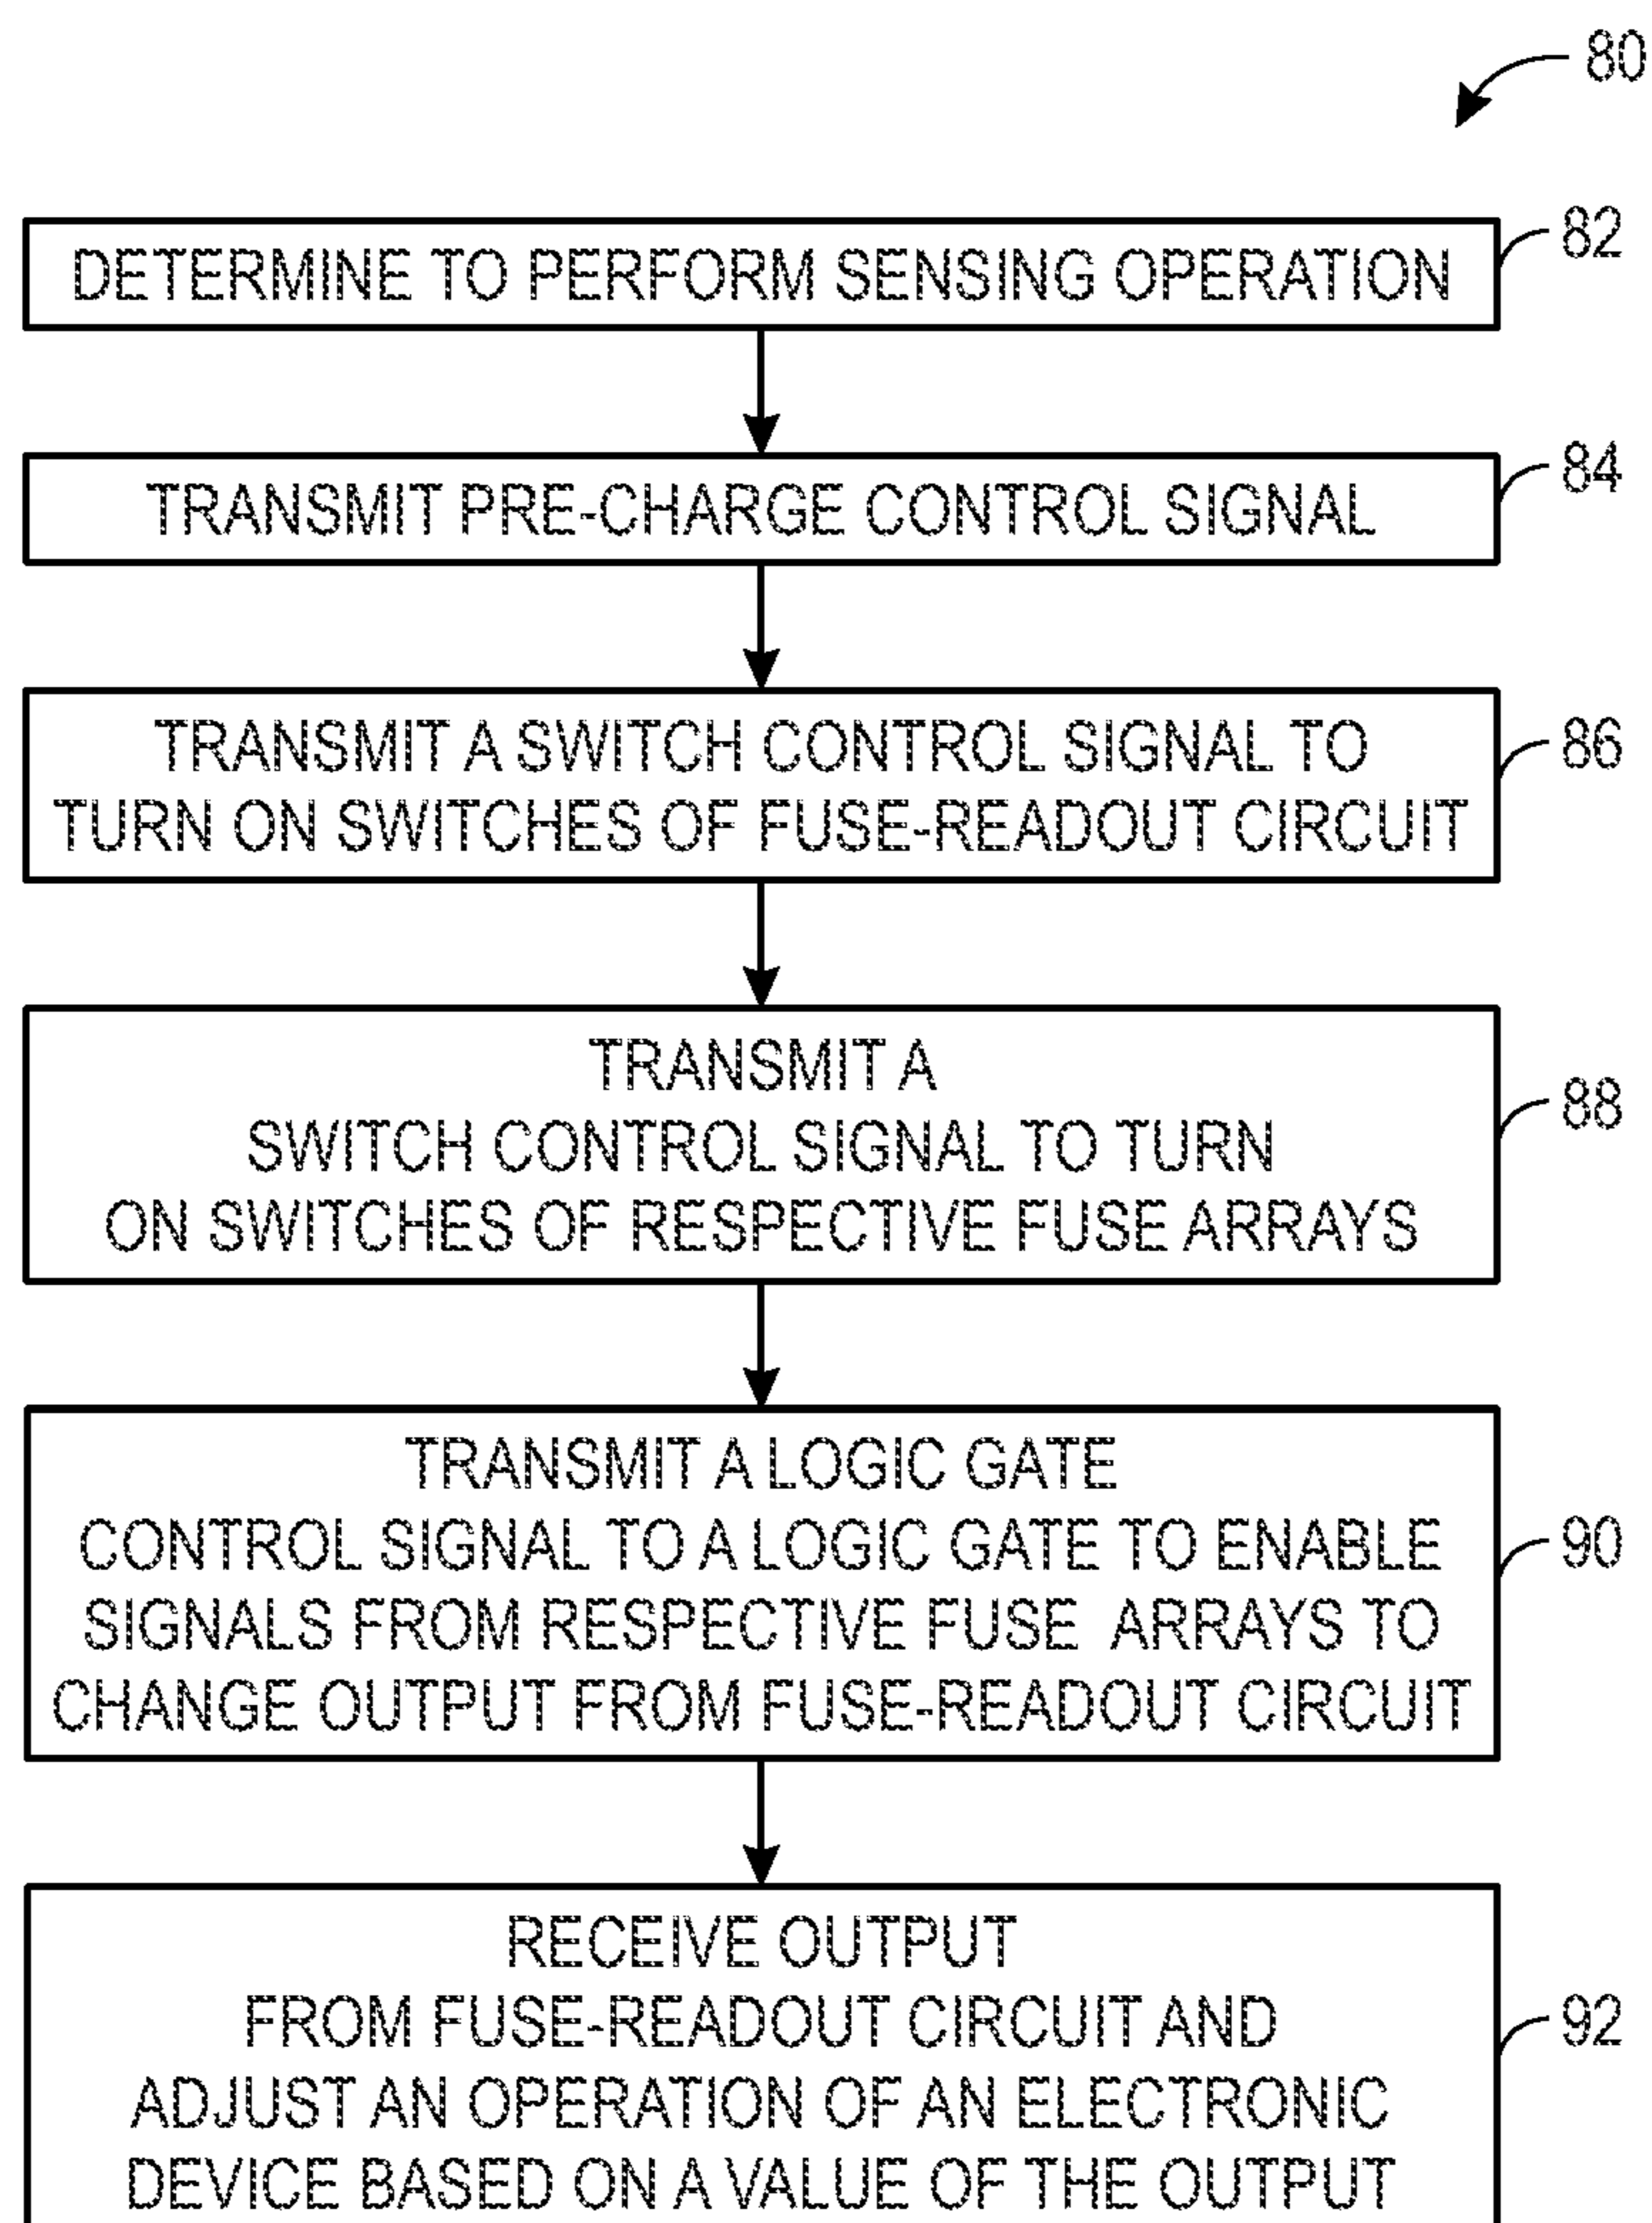 80
DETERMINE TO PERFORM SENSING OPERATION
82
TRANSMIT PRE-CHARGE CONTROL SIGNAL
84
TRANSMIT A SWITCH CONTROL SIGNAL TO
TURN ON SWITCHES OF FUSE-READOUT CIRCUIT
86
TRANSMIT A
SWITCH CONTROL SIGNAL TO TURN
ON SWITCHES OF RESPECTIVE FUSE ARRAYS
88
TRANSMIT A LOGIC GATE
CONTROL SIGNAL TO A LOGIC GATE TO ENABLE
SIGNALS FROM RESPECTIVE FUSE ARRAYS TO
CHANGE OUTPUT FROM FUSE-READOUT CIRCUIT
90
RECEIVE OUTPUT
FROM FUSE-READOUT CIRCUIT AND
ADJUST AN OPERATION OF AN ELECTRONIC
DEVICE BASED ON A VALUE OF THE OUTPUT
92